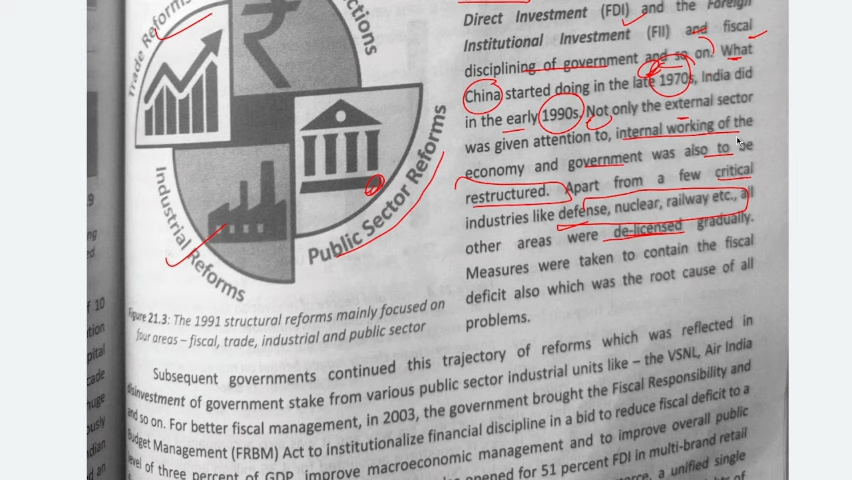 Trade Reforms
Industrial Reforms
Public Sector Reforms
Direct Investment (FDI) and the Foreign
Institutional Investment (FII) and fiscal
disciplining of government and so on. What
China started doing in the late 1970s, India did
in the early 1990s. Not only the external sector
was given attention to, internal working of the
economy and government was also to be
restructured. Apart from a few critical
industries like defense, nuclear, railway etc., all
other areas were de-licensed gradually.
Measures were taken to contain the fiscal
deficit also which was the root cause of all
problems.
Figure 21.3: The 1991 structural reforms mainly focused on
four areas – fiscal, trade, industrial and public sector
Subsequent governments continued this trajectory of reforms which was reflected in
disinvestment of government stake from various public sector industrial units like – the VSNL, Air India
and so on. For better fiscal management, in 2003, the government brought the Fiscal Responsibility and
Budget Management (FRBM) Act to institutionalize financial discipline in a bid to reduce fiscal deficit to a
level of three percent of GDP, improve macroeconomic management and to improve overall public
opened for 51 percent FDI in multi-brand retail
a unified single